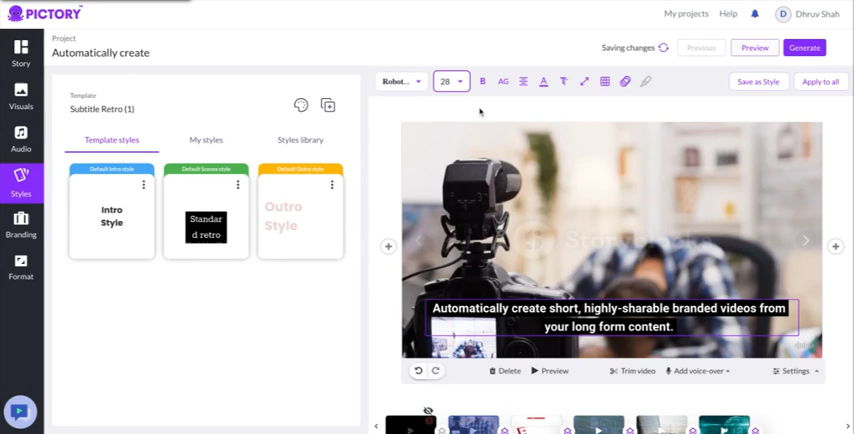 PICTORY
My projects
Help
D
Dhruv Shah
Project
Automatically create
Saving changes
Previous
Preview
Generate
Story
Visuals
Audio
Styles
Branding
Format
Template
Subtitle Retro (1)
Template styles
My styles
Styles library
Default Intro style
Default Scenes style
Default Outro style
Intro
Style
Standar
d retro
Outro
Style
Robot...
28
B
AG
A
T
Save as Style
Apply to all
Automatically create short, highly-sharable branded videos from
your long form content.
Delete
Preview
Trim video
Add voice-over
Settings